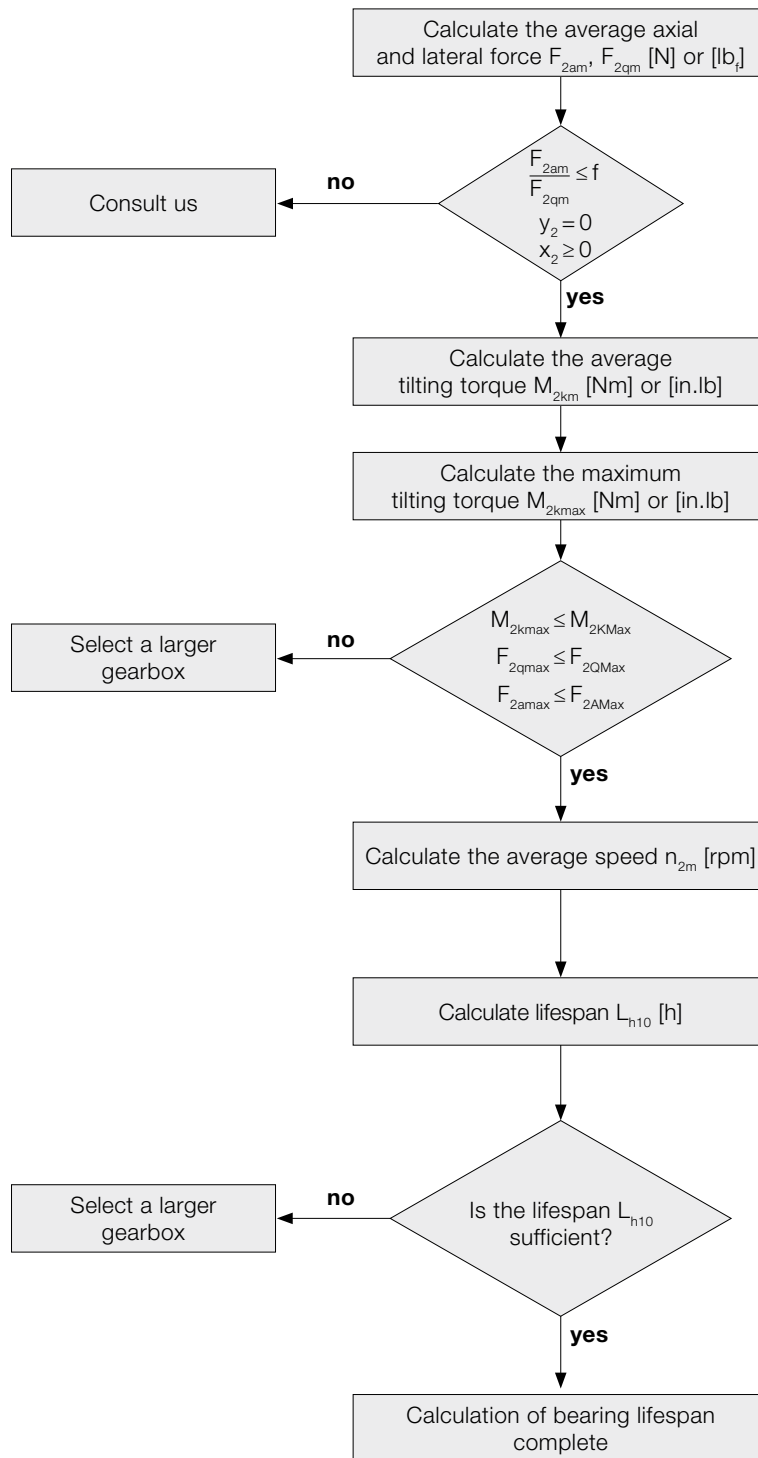 Calculate the average axial
and lateral force F2am, F2qm [N] or [lbf]
F2am
F2qm
≤ f
y2 = 0
x2 ≥ 0
no
Consult us
yes
Calculate the average
tilting torque M2km [Nm] or [in.lb]
Calculate the maximum
tilting torque M2kmax [Nm] or [in.lb]
M2kmax ≤ M2KMax
F2qmax ≤ F2QMax
F2amax ≤ F2AMax
no
Select a larger
gearbox
yes
Calculate the average speed n2m [rpm]
Calculate lifespan Lh10 [h]
Is the lifespan Lh10
sufficient?
no
Select a larger
gearbox
yes
Calculation of bearing lifespan
complete